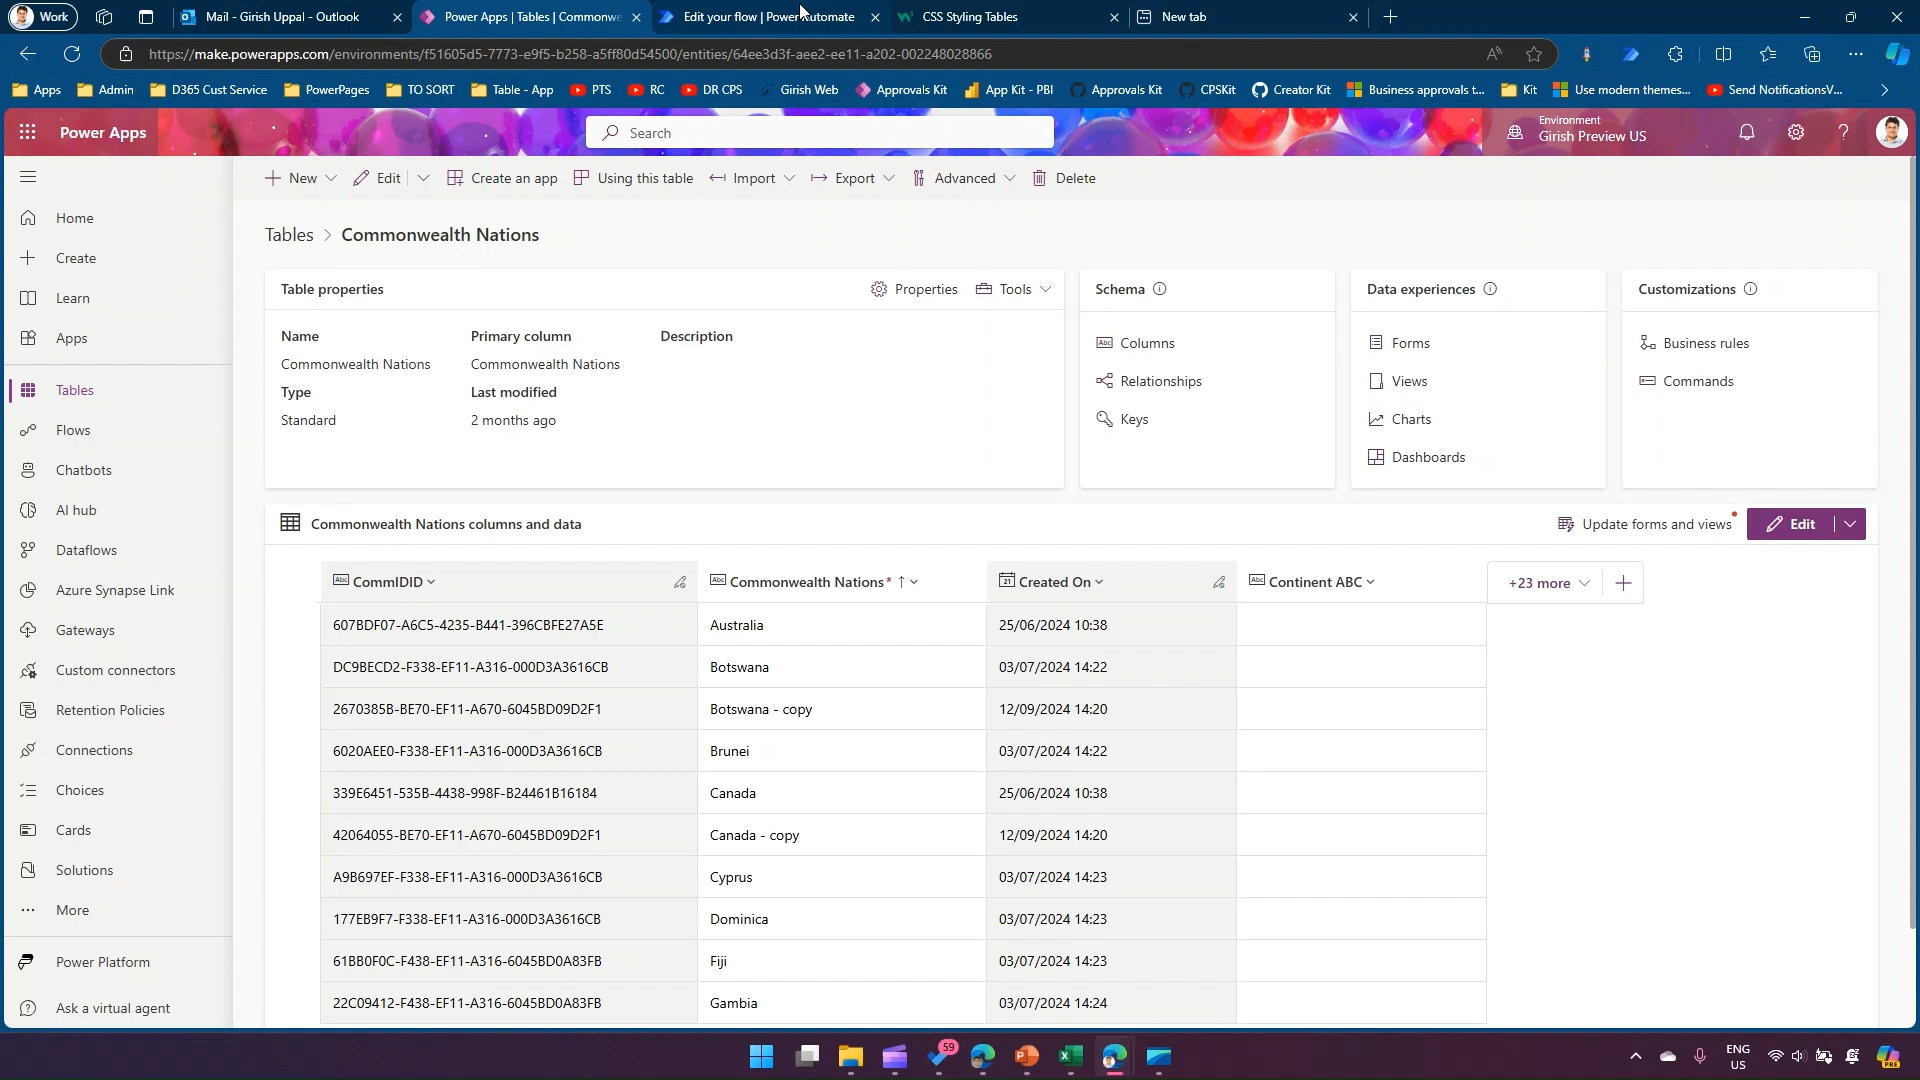 Work
Mail - Girish Uppal - Outlook
Power Apps | Tables | Commonwe
Edit your flow | Power Automate
CSS Styling Tables
New tab
https://make.powerapps.com/environments/f51605d5-7773-e9f5-b258-a5ff80d54500/entities/64ee3d3f-aee2-ee11-a202-002248028866
Apps
Admin
D365 Cust Service
PowerPages
TO SORT
Table - App
PTS
RC
DR CPS
Girish Web
Approvals Kit
App Kit - PBI
Approvals Kit
CPSKit
Creator Kit
Business approvals t...
Kit
Use modern themes...
Send NotificationsV...
Power Apps
Search
Environment
Girish Preview US
New
Edit
Create an app
Using this table
Import
Export
Advanced
Delete
Home
Create
Learn
Apps
Tables
Flows
Chatbots
AI hub
Dataflows
Azure Synapse Link
Gateways
Custom connectors
Retention Policies
Connections
Choices
Cards
Solutions
More
Power Platform
Ask a virtual agent
Tables > Commonwealth Nations
Table properties
Properties
Tools
Name
Primary column
Description
Commonwealth Nations
Commonwealth Nations
Type
Last modified
Standard
2 months ago
Schema
Columns
Relationships
Keys
Data experiences
Forms
Views
Charts
Dashboards
Customizations
Business rules
Commands
Commonwealth Nations columns and data
Update forms and views
Edit
Abc CommIDID
Abc Commonwealth Nations* ↑
21 Created On
Abc Continent ABC
+23 more
607BDF07-A6C5-4235-B441-396CBFE27A5E Australia 25/06/2024 10:38
DC9BECD2-F338-EF11-A316-000D3A3616CB Botswana 03/07/2024 14:22
2670385B-BE70-EF11-A670-6045BD09D2F1 Botswana - copy 12/09/2024 14:20
6020AEE0-F338-EF11-A316-000D3A3616CB Brunei 03/07/2024 14:22
339E6451-535B-4438-998F-B24461B16184 Canada 25/06/2024 10:38
42064055-BE70-EF11-A670-6045BD09D2F1 Canada - copy 12/09/2024 14:20
A9B697EF-F338-EF11-A316-000D3A3616CB Cyprus 03/07/2024 14:23
177EB9F7-F338-EF11-A316-000D3A3616CB Dominica 03/07/2024 14:23
61BB0F0C-F438-EF11-A316-6045BD0A83FB Fiji 03/07/2024 14:23
22C09412-F438-EF11-A316-6045BD0A83FB Gambia 03/07/2024 14:24
59
ENG
US